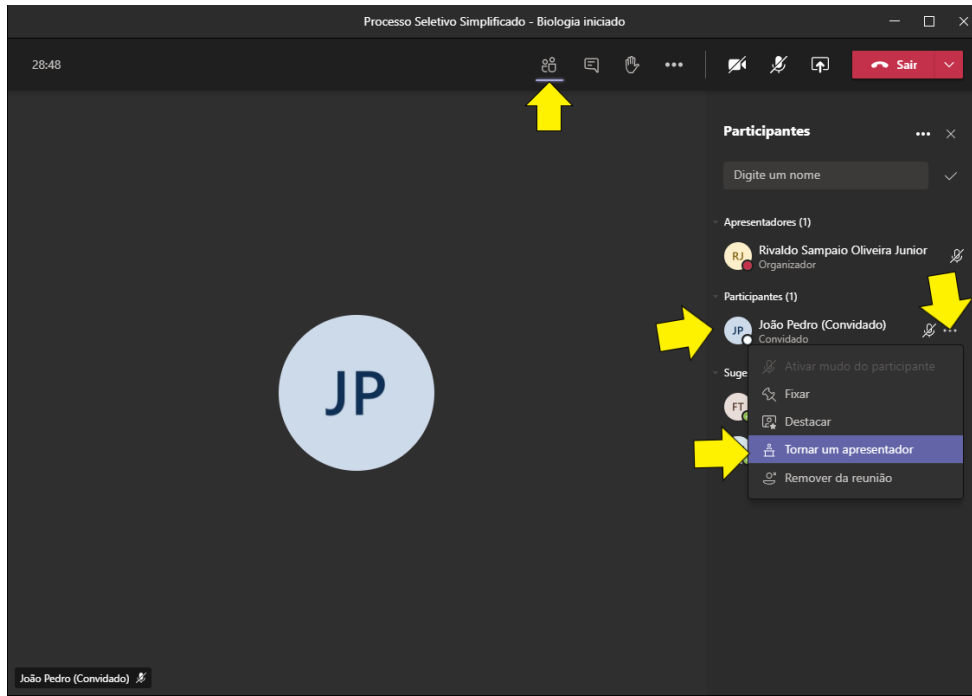 Processo Seletivo Simplificado - Biologia iniciado
28:48
Sair
Participantes
Digite um nome
Apresentadores (1)
RJ
Rivaldo Sampaio Oliveira Junior
Organizador
Participantes (1)
JP
João Pedro (Convidado)
Convidado
Ativar mudo do participante
Suge
Fixar
FT
Destacar
Tornar um apresentador
Remover da reunião
JP
João Pedro (Convidado)